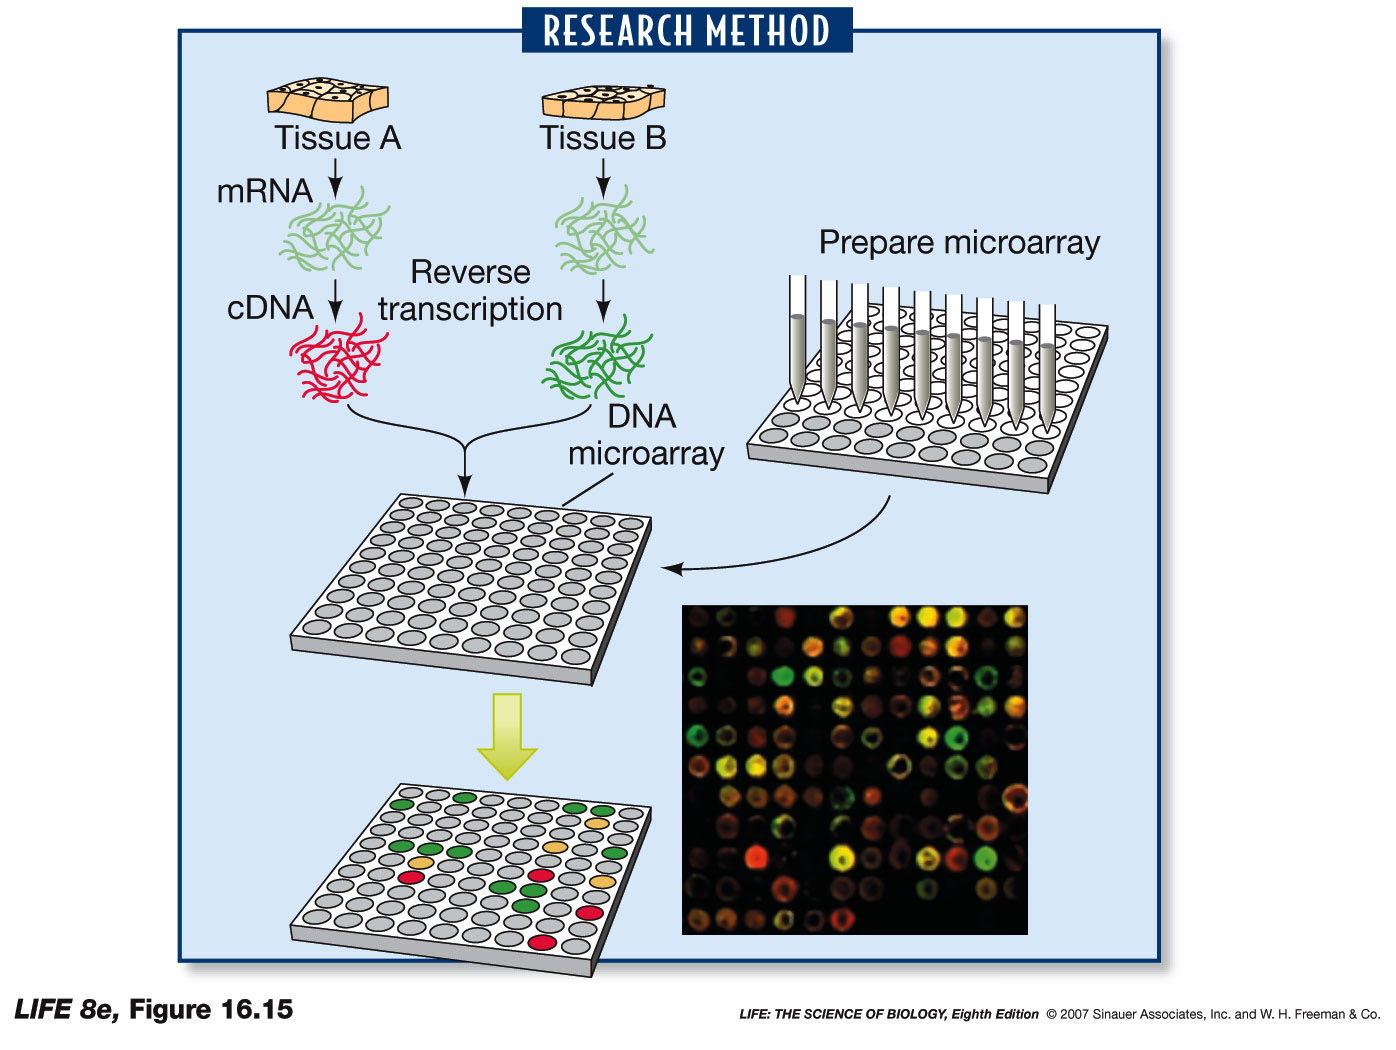 RESEARCH METHOD
Tissue A
Tissue B
mRNA
Reverse
transcription
cDNA
Prepare microarray
DNA
microarray
LIFE 8e, Figure 16.15
LIFE: THE SCIENCE OF BIOLOGY, Eighth Edition © 2007 Sinauer Associates, Inc. and W. H. Freeman & Co.